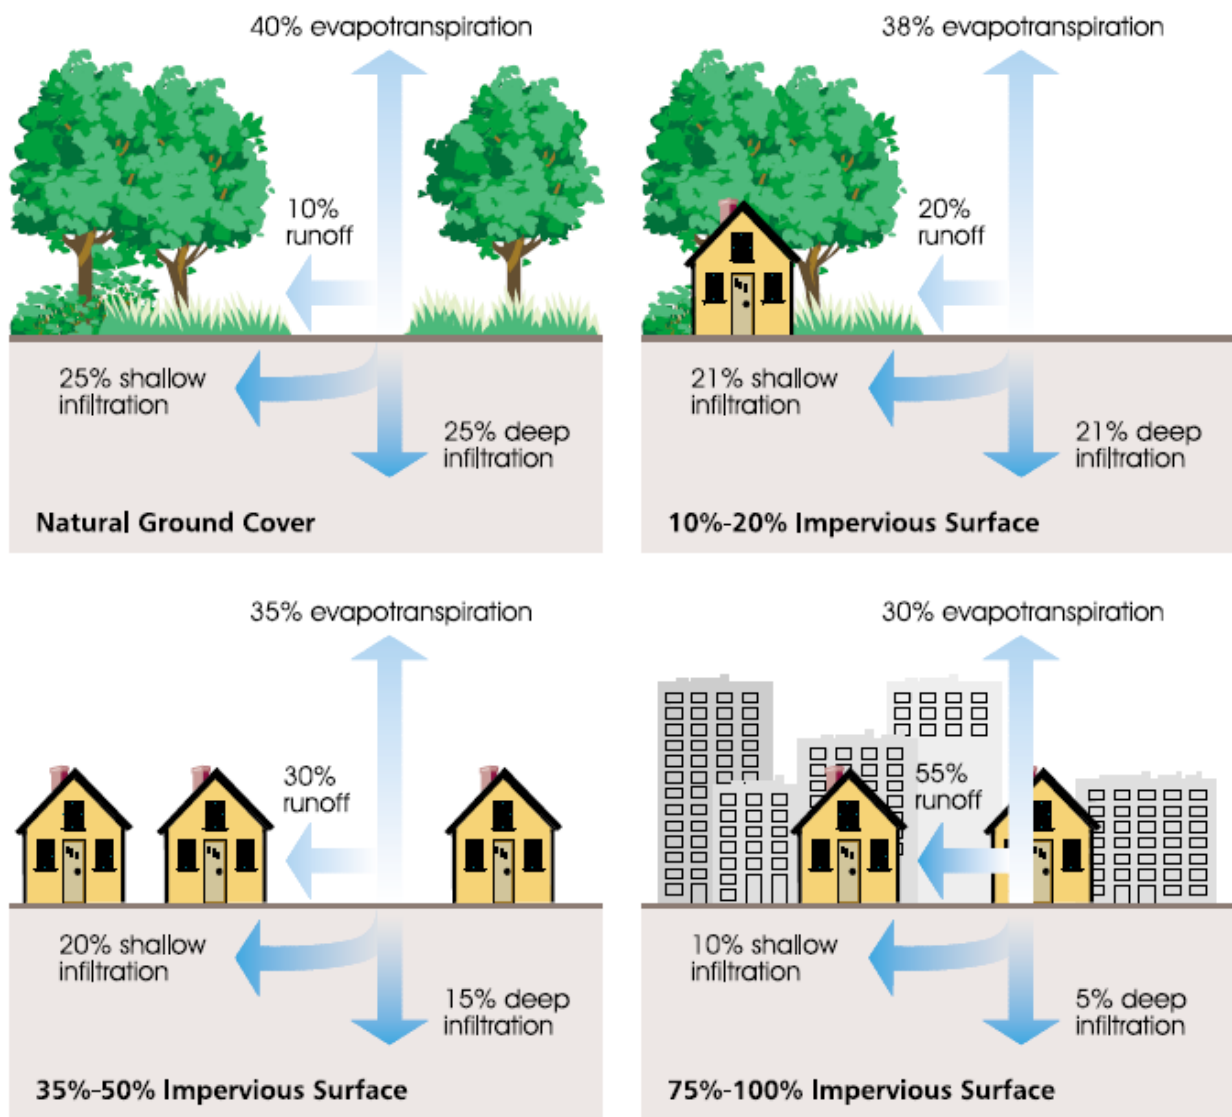 40% evapotranspiration
10%
runoff
25% shallow
infiltration
25% deep
infiltration
Natural Ground Cover
38% evapotranspiration
20%
runoff
21% shallow
infiltration
21% deep
infiltration
10%-20% Impervious Surface
35% evapotranspiration
30%
runoff
20% shallow
infiltration
15% deep
infiltration
35%-50% Impervious Surface
30% evapotranspiration
55%
runoff
10% shallow
infiltration
5% deep
infiltration
75%-100% Impervious Surface